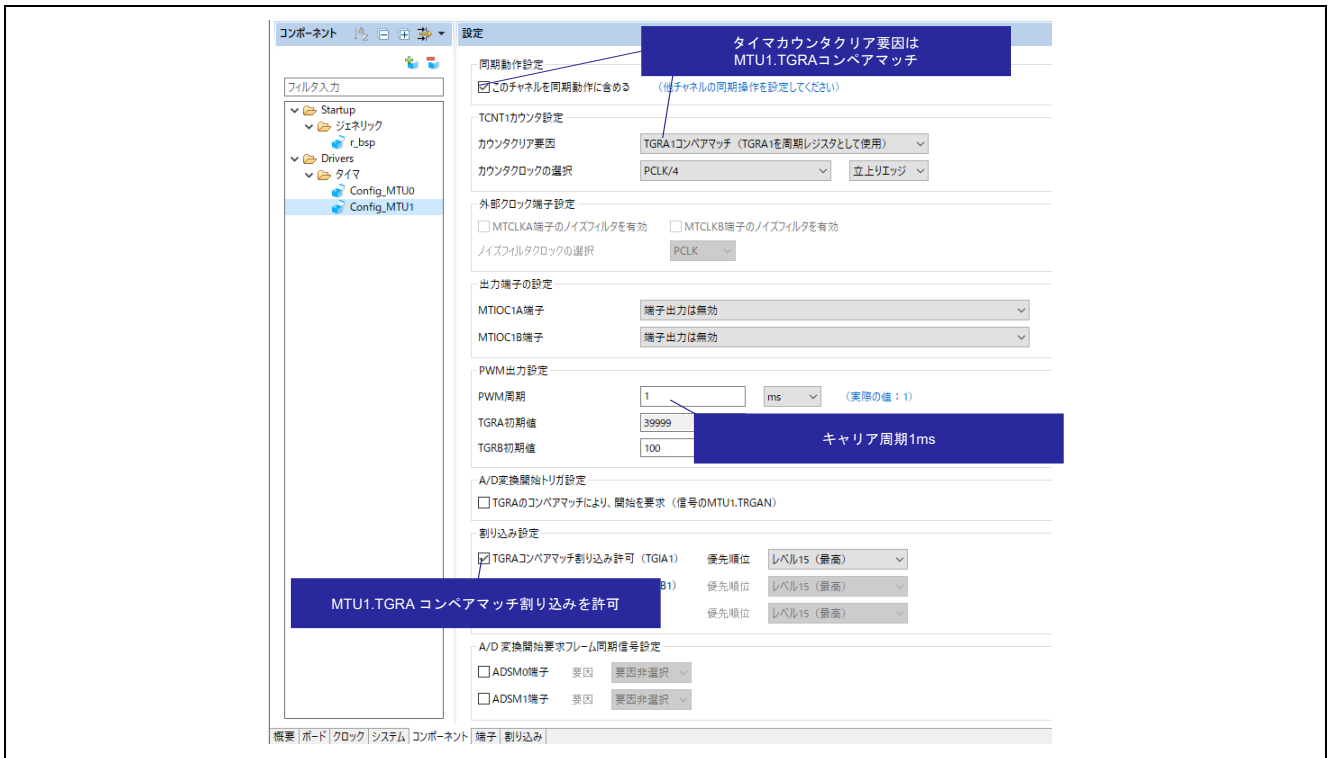 コンポーネント
設定
タイマカウンタクリア要因は
MTU1.TGRAコンペアマッチ
フィルタ入力
Startup
ジェネリック
r_bsp
Drivers
タイマ
Config_MTU0
Config_MTU1
同期動作設定
このチャネルを同期動作に含める (他チャネルの同期操作を設定してください)
TCNT1カウンタ設定
カウンタクリア要因 TGRA1コンペアマッチ (TGRA1を周期レジスタとして使用)
カウンタクロックの選択 PCLK/4 立上りエッジ
外部クロック端子設定
MTCLKA端子のノイズフィルタを有効 MTCLKB端子のノイズフィルタを有効
ノイズフィルタクロックの選択 PCLK
出力端子の設定
MTIOC1A端子 端子出力は無効
MTIOC1B端子 端子出力は無効
PWM出力設定
PWM周期 1 ms (実際の値:1)
TGRA初期値 39999
TGRB初期値 100
キャリア周期1ms
A/D変換開始トリガ設定
TGRAのコンペアマッチにより、開始を要求 (信号のMTU1.TRGAN)
割り込み設定
TGRAコンペアマッチ割り込み許可 (TGIA1) 優先順位 レベル15 (最高)
B1) 優先順位 レベル15 (最高)
優先順位 レベル15 (最高)
MTU1.TGRA コンペアマッチ割り込みを許可
A/D 変換開始要求フレーム同期信号設定
ADSM0端子 要因 要因非選択
ADSM1端子 要因 要因非選択
概要 ボード クロック システム コンポーネント 端子 割り込み